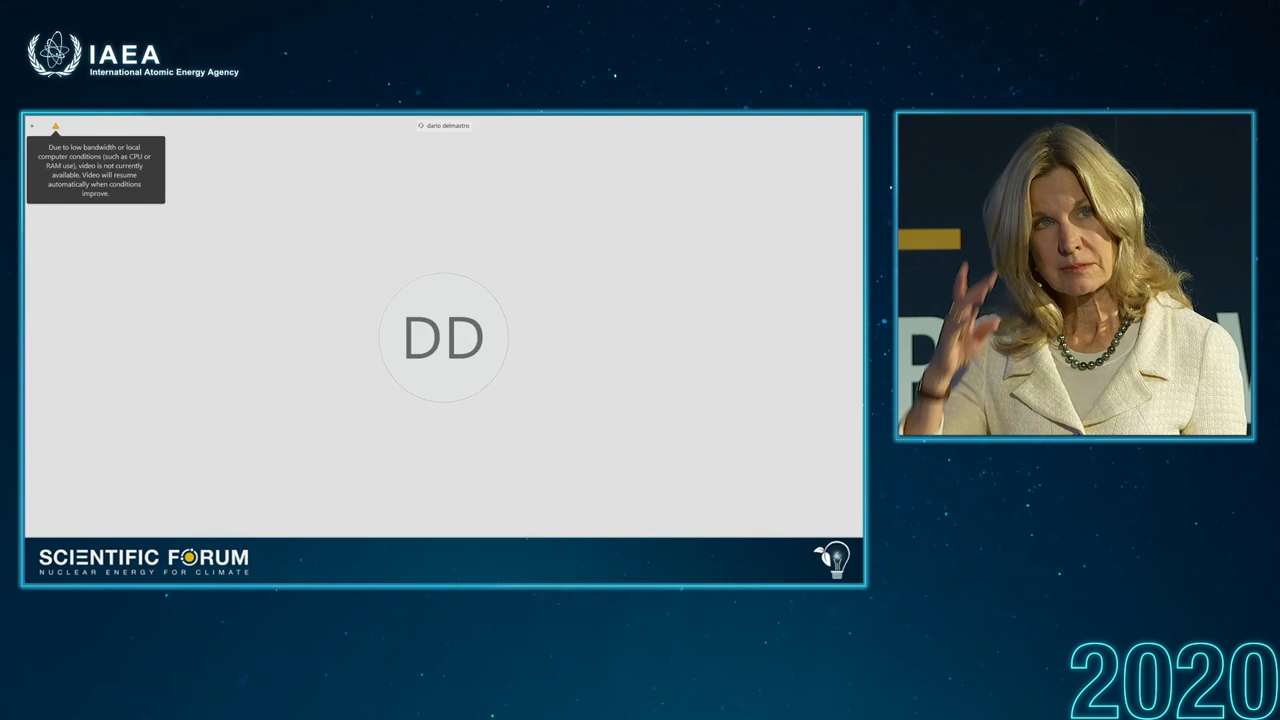 IAEA
International Atomic Energy Agency
dario delmastro
Due to low bandwidth or local
computer conditions (such as CPU or
RAM use), video is not currently
available. Video will resume
automatically when conditions
improve.
DD
SCIENTIFIC FORUM
NUCLEAR ENERGY FOR CLIMATE
2020